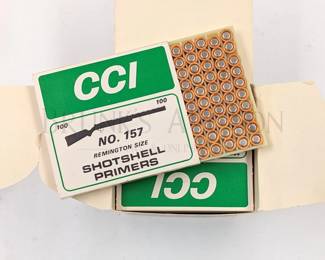 CCI
100 100
NO. 157
REMINGTON SIZE
SHOTSHELL
PRIMERS
CCI